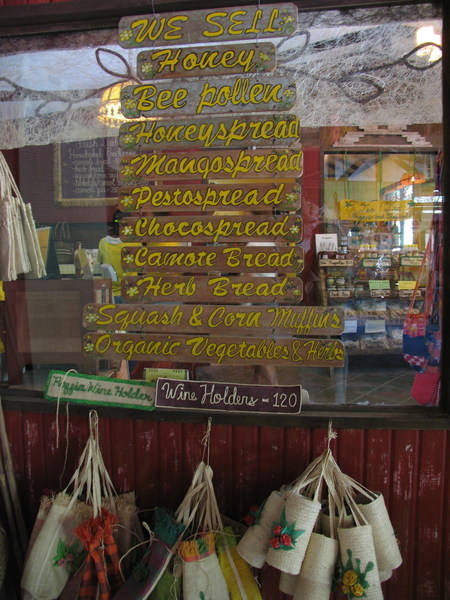 WE SELL
Honey
Bee pollen
Honeyspread
Mangospread
Pestospread
Chocospread
Camote Bread
Herb Bread
Squash & Corn Muffins
Organic Vegetables & Herbs
Wine Holder
Wine Holders - 120